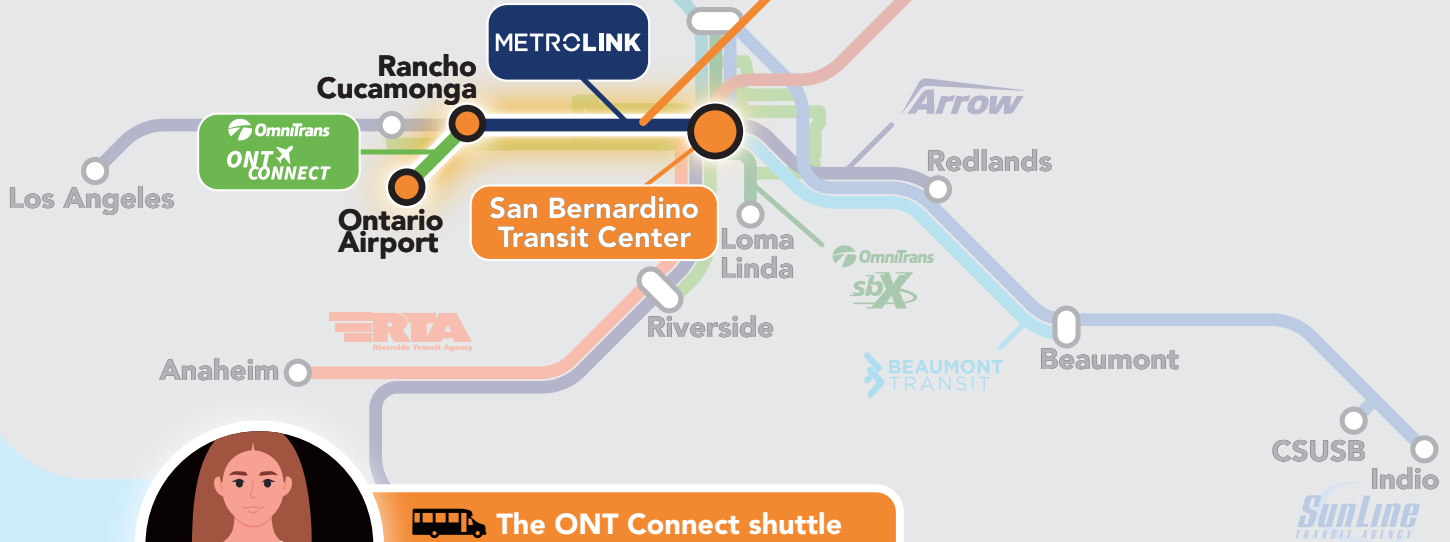 METROLINK
Rancho
Cucamonga
OmniTrans
ONT
CONNECT
Arrow
Los Angeles
Redlands
Ontario
Airport
San Bernardino
Transit Center
Loma
Linda
OmniTrans
sbX
RTA
Riverside Transit Agency
Riverside
Anaheim
BEAUMONT
TRANSIT
Beaumont
CSUSB
Indio
SunLine
TRANSIT AGENCY
The ONT Connect shuttle